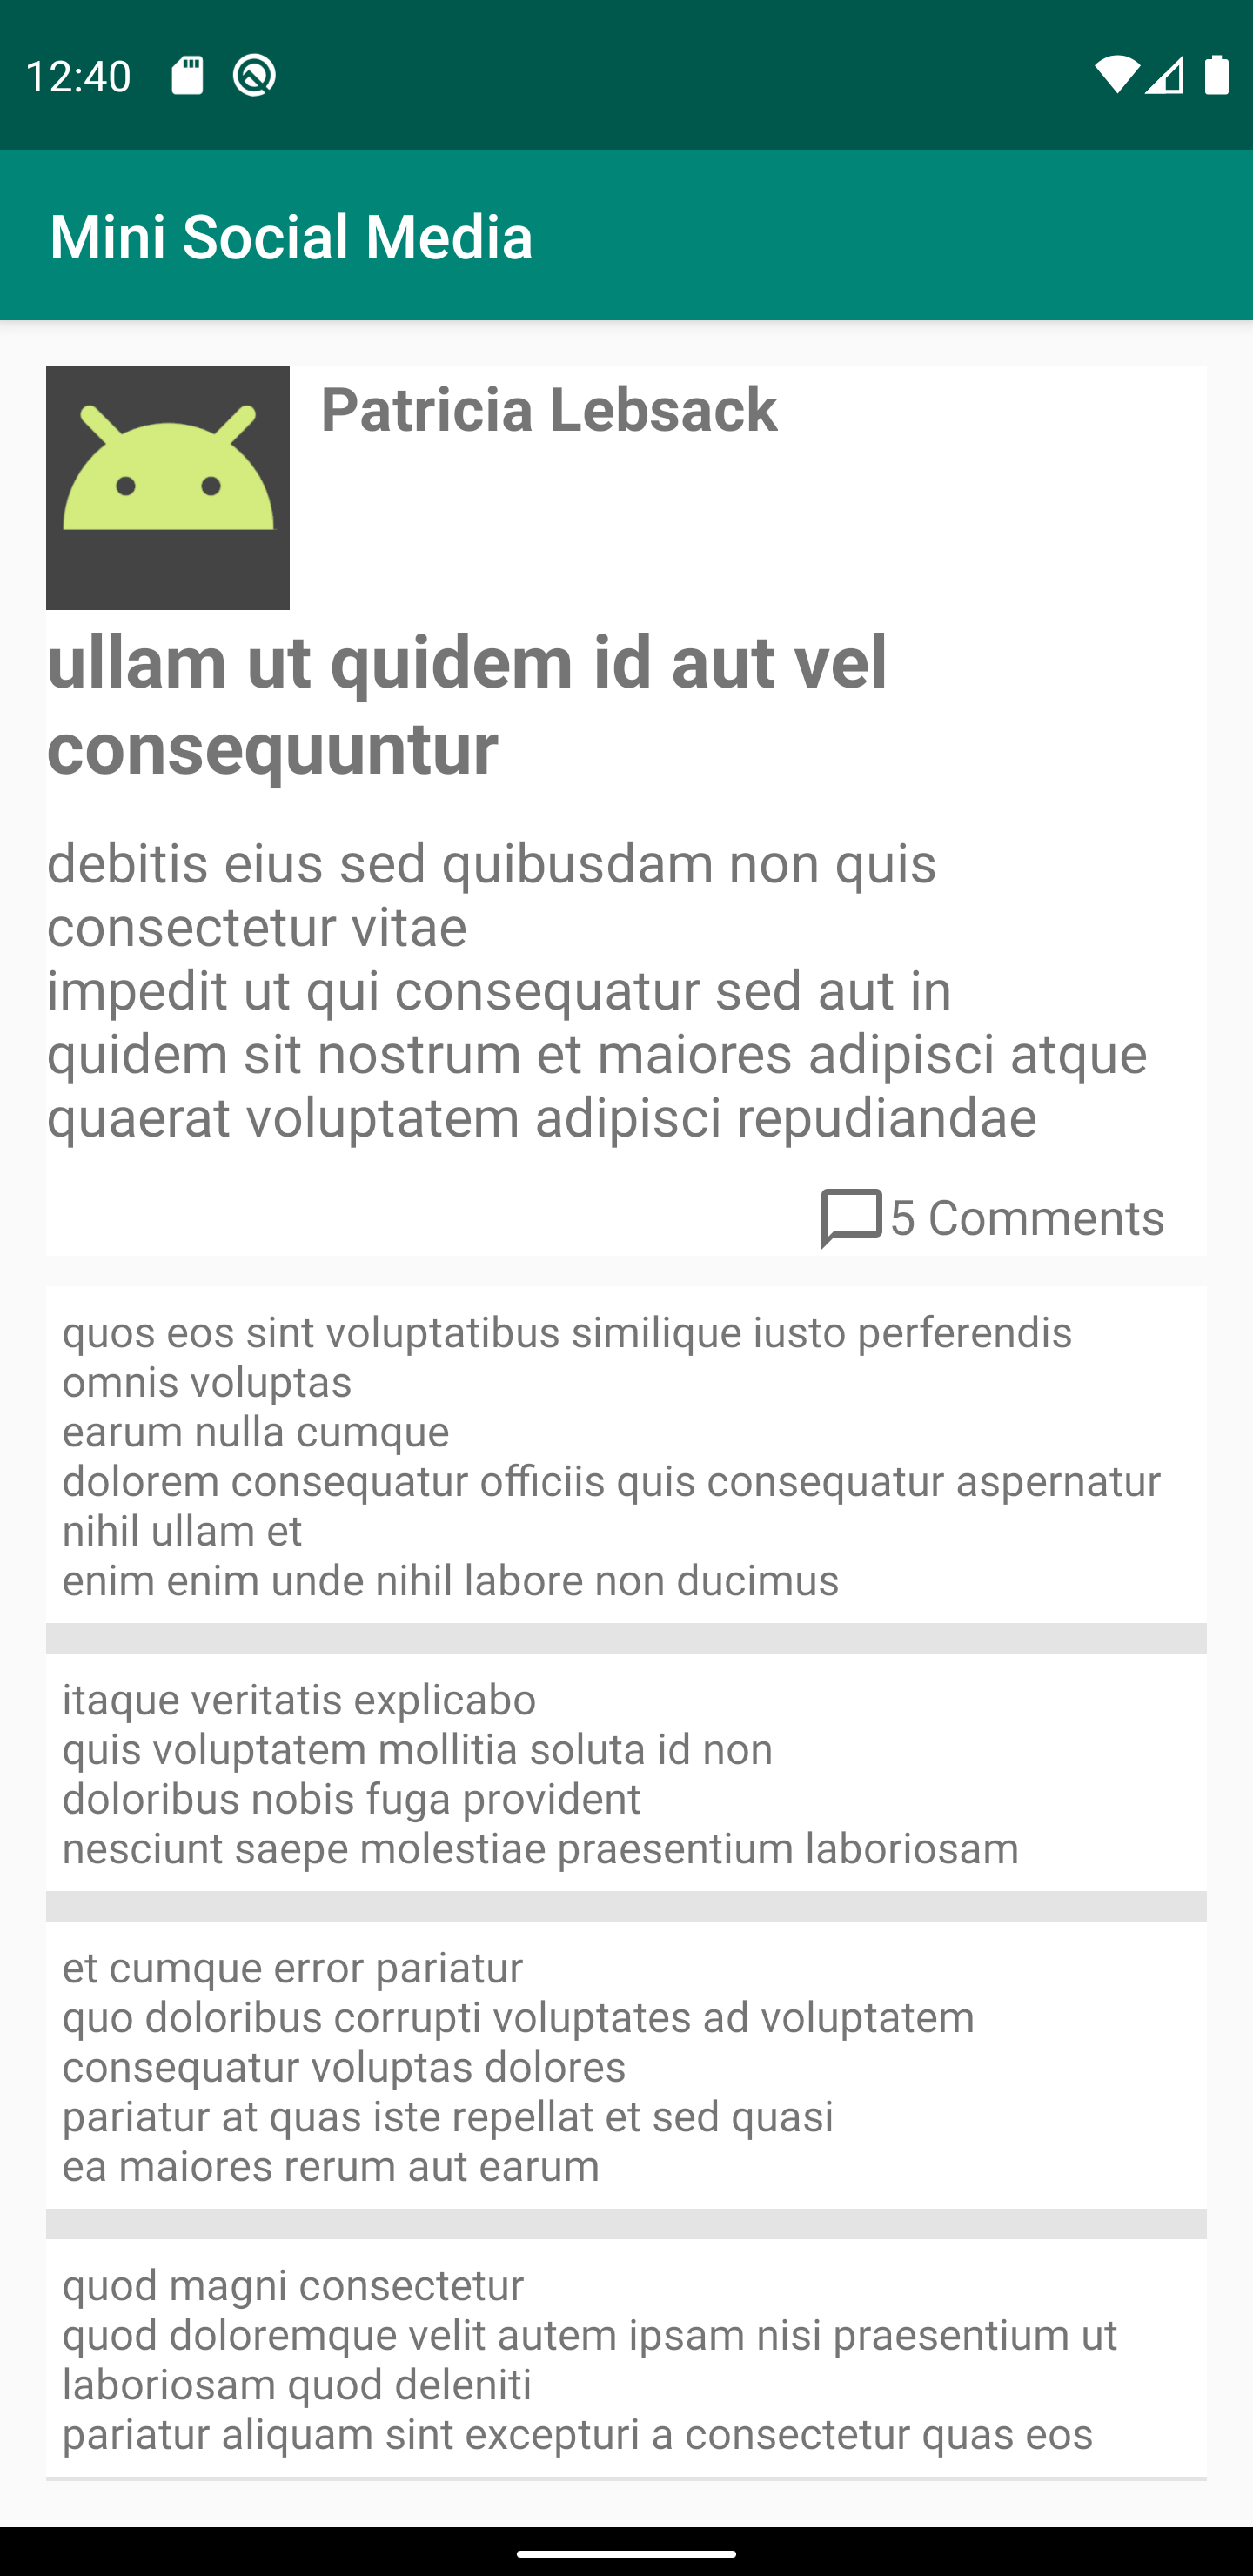 12:40
Mini Social Media
Patricia Lebsack
ullam ut quidem id aut vel
consequuntur
debitis eius sed quibusdam non quis
consectetur vitae
impedit ut qui consequatur sed aut in
quidem sit nostrum et maiores adipisci atque
quaerat voluptatem adipisci repudiandae
5 Comments
quos eos sint voluptatibus similique iusto perferendis
omnis voluptas
earum nulla cumque
dolorem consequatur officiis quis consequatur aspernatur
nihil ullam et
enim enim unde nihil labore non ducimus
itaque veritatis explicabo
quis voluptatem mollitia soluta id non
doloribus nobis fuga provident
nesciunt saepe molestiae praesentium laboriosam
et cumque error pariatur
quo doloribus corrupti voluptates ad voluptatem
consequatur voluptas dolores
pariatur at quas iste repellat et sed quasi
ea maiores rerum aut earum
quod magni consectetur
quod doloremque velit autem ipsam nisi praesentium ut
laboriosam quod deleniti
pariatur aliquam sint excepturi a consectetur quas eos